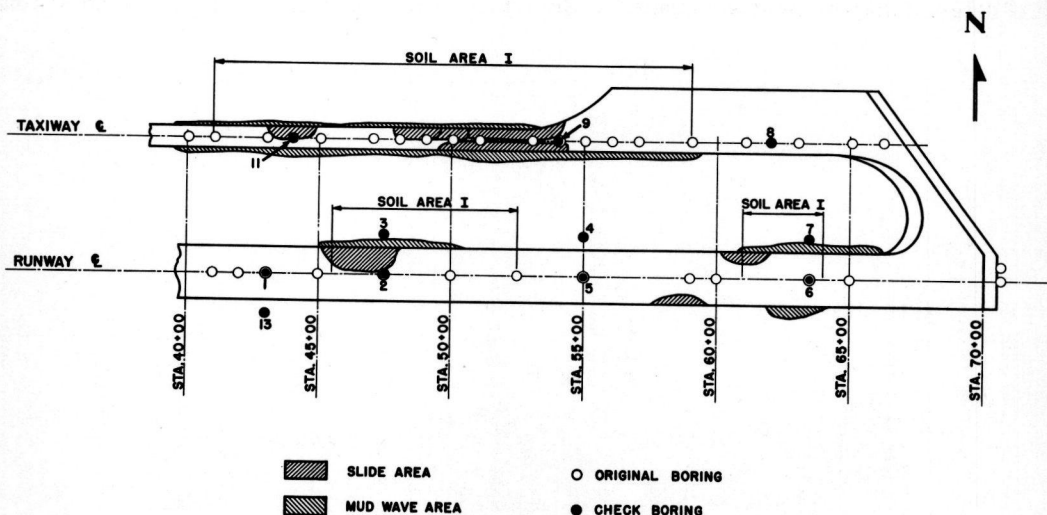 N
SOIL AREA I
TAXIWAY ℄
9
8
11
SOIL AREA I
SOIL AREA I
3
4
7
RUNWAY ℄
1
2
5
6
13
STA. 40+00
STA. 45+00
STA. 50+00
STA. 55+00
STA. 60+00
STA. 65+00
STA. 70+00
SLIDE AREA
ORIGINAL BORING
MUD WAVE AREA
CHECK BORING